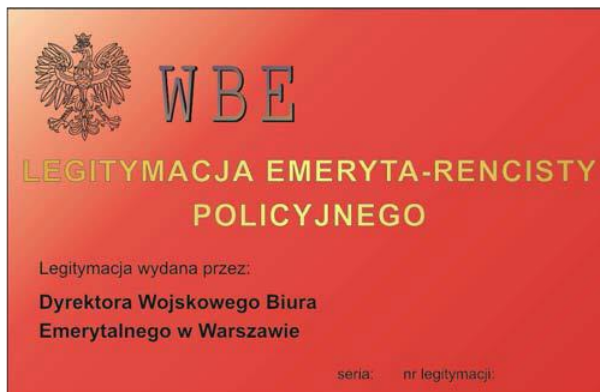 WBE
LEGITYMACJA EMERYTA-RENCISTY
POLICYJNEGO
Legitymacja wydana przez:
Dyrektora Wojskowego Biura
Emerytalnego w Warszawie
seria: nr legitymacji: